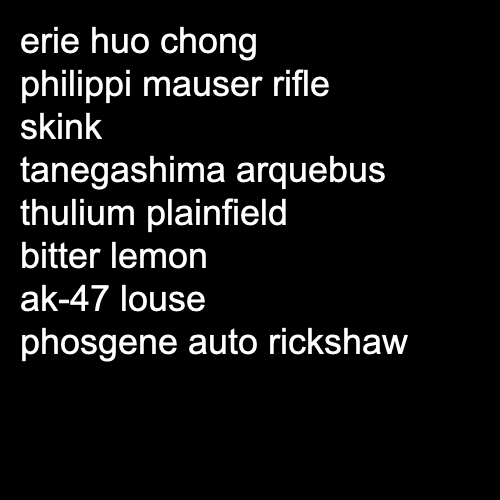 erie huo chong
philippi mauser rifle
skink
tanegashima arquebus
thulium plainfield
bitter lemon
ak-47 louse
phosgene auto rickshaw